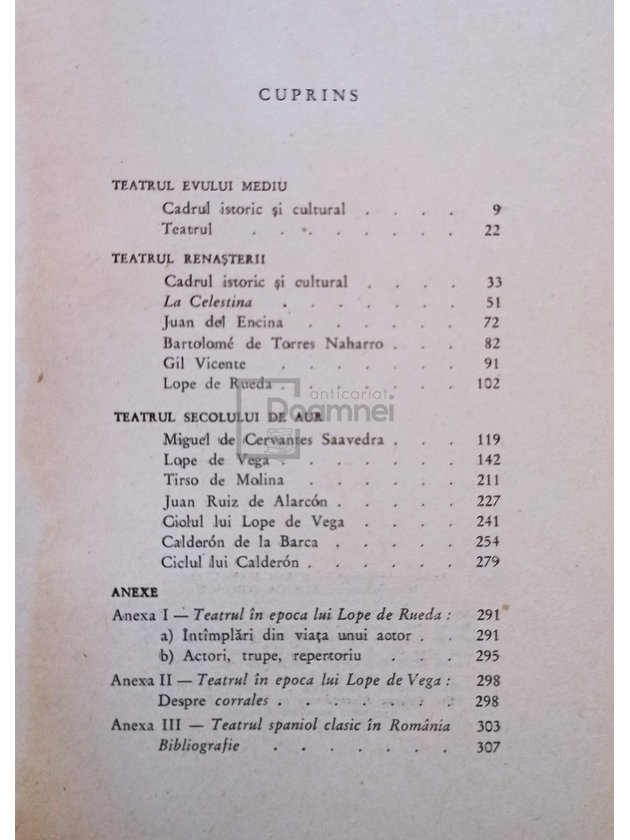 CUPRINS
TEATRUL EVULUI MEDIU
Cadrul istoric și cultural . . . . 9
Teatrul . . . . . . . 22
TEATRUL RENAȘTERII
Cadrul istoric și cultural . . . . 33
La Celestina . . . . . . 51
Juan del Encina . . . . . 72
Bartolomé de Torres Naharro . . . 82
Gil Vicente . . . . . . 91
Lope de Rueda . . . . . . 102
anticariat
Doamnei
TEATRUL SECOLULUI DE AUR
Miguel de Cervantes Saavedra . . . 119
Lope de Vega . . . . . . 142
Tirso de Molina . . . . . 211
Juan Ruiz de Alarcón . . . . . 227
Ciclul lui Lope de Vega . . . . 241
Calderón de la Barca . . . . . 254
Ciclul lui Calderón . . . . . . 279
ANEXE
Anexa I — Teatrul în epoca lui Lope de Rueda : 291
a) Intîmplări din viața unui actor . . 291
b) Actori, trupe, repertoriu . . . 295
Anexa II — Teatrul în epoca lui Lope de Vega : 298
Despre corrales . . . . . . . 298
Anexa III — Teatrul spaniol clasic în România 303
Bibliografie . . . . . . . 307